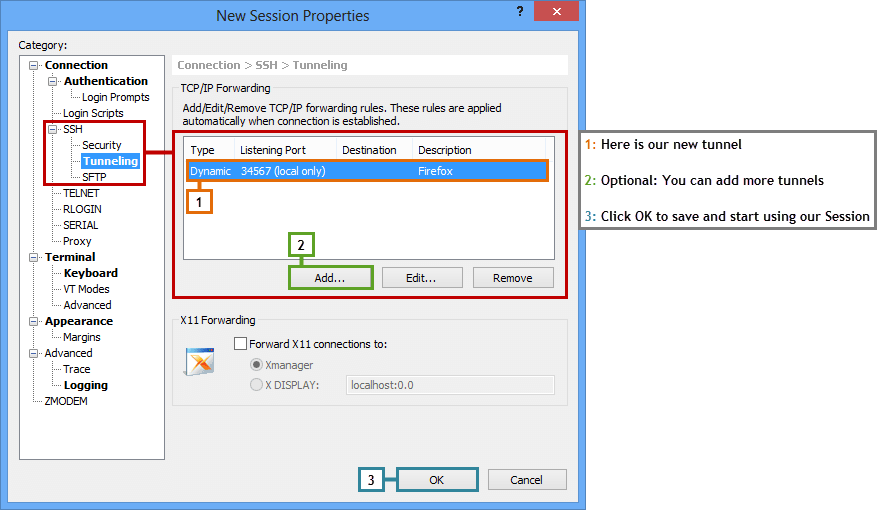 New Session Properties
?
Category:
Connection
Authentication
Login Prompts
Login Scripts
SSH
Security
Tunneling
SFTP
TELNET
RLOGIN
SERIAL
Proxy
Terminal
Keyboard
VT Modes
Advanced
Appearance
Margins
Advanced
Trace
Logging
ZMODEM
Connection > SSH > Tunneling
TCP/IP Forwarding
Add/Edit/Remove TCP/IP forwarding rules. These rules are applied
automatically when connection is established.
Type Listening Port Destination Description
Dynamic 34567 (local only) Firefox
1
2
Add... Edit... Remove
X11 Forwarding
Forward X11 connections to:
Xmanager
X DISPLAY: localhost:0.0
3 OK Cancel
1: Here is our new tunnel
2: Optional: You can add more tunnels
3: Click OK to save and start using our Session